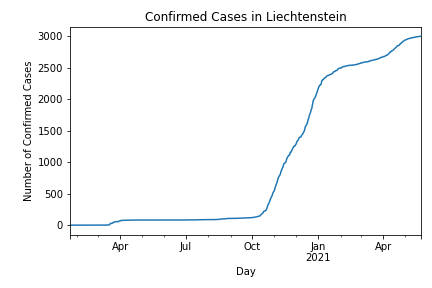 Confirmed Cases in Liechtenstein
3000
2500
2000
1500
1000
500
0
Number of Confirmed Cases
Apr Jul Oct Jan Apr
2021
Day